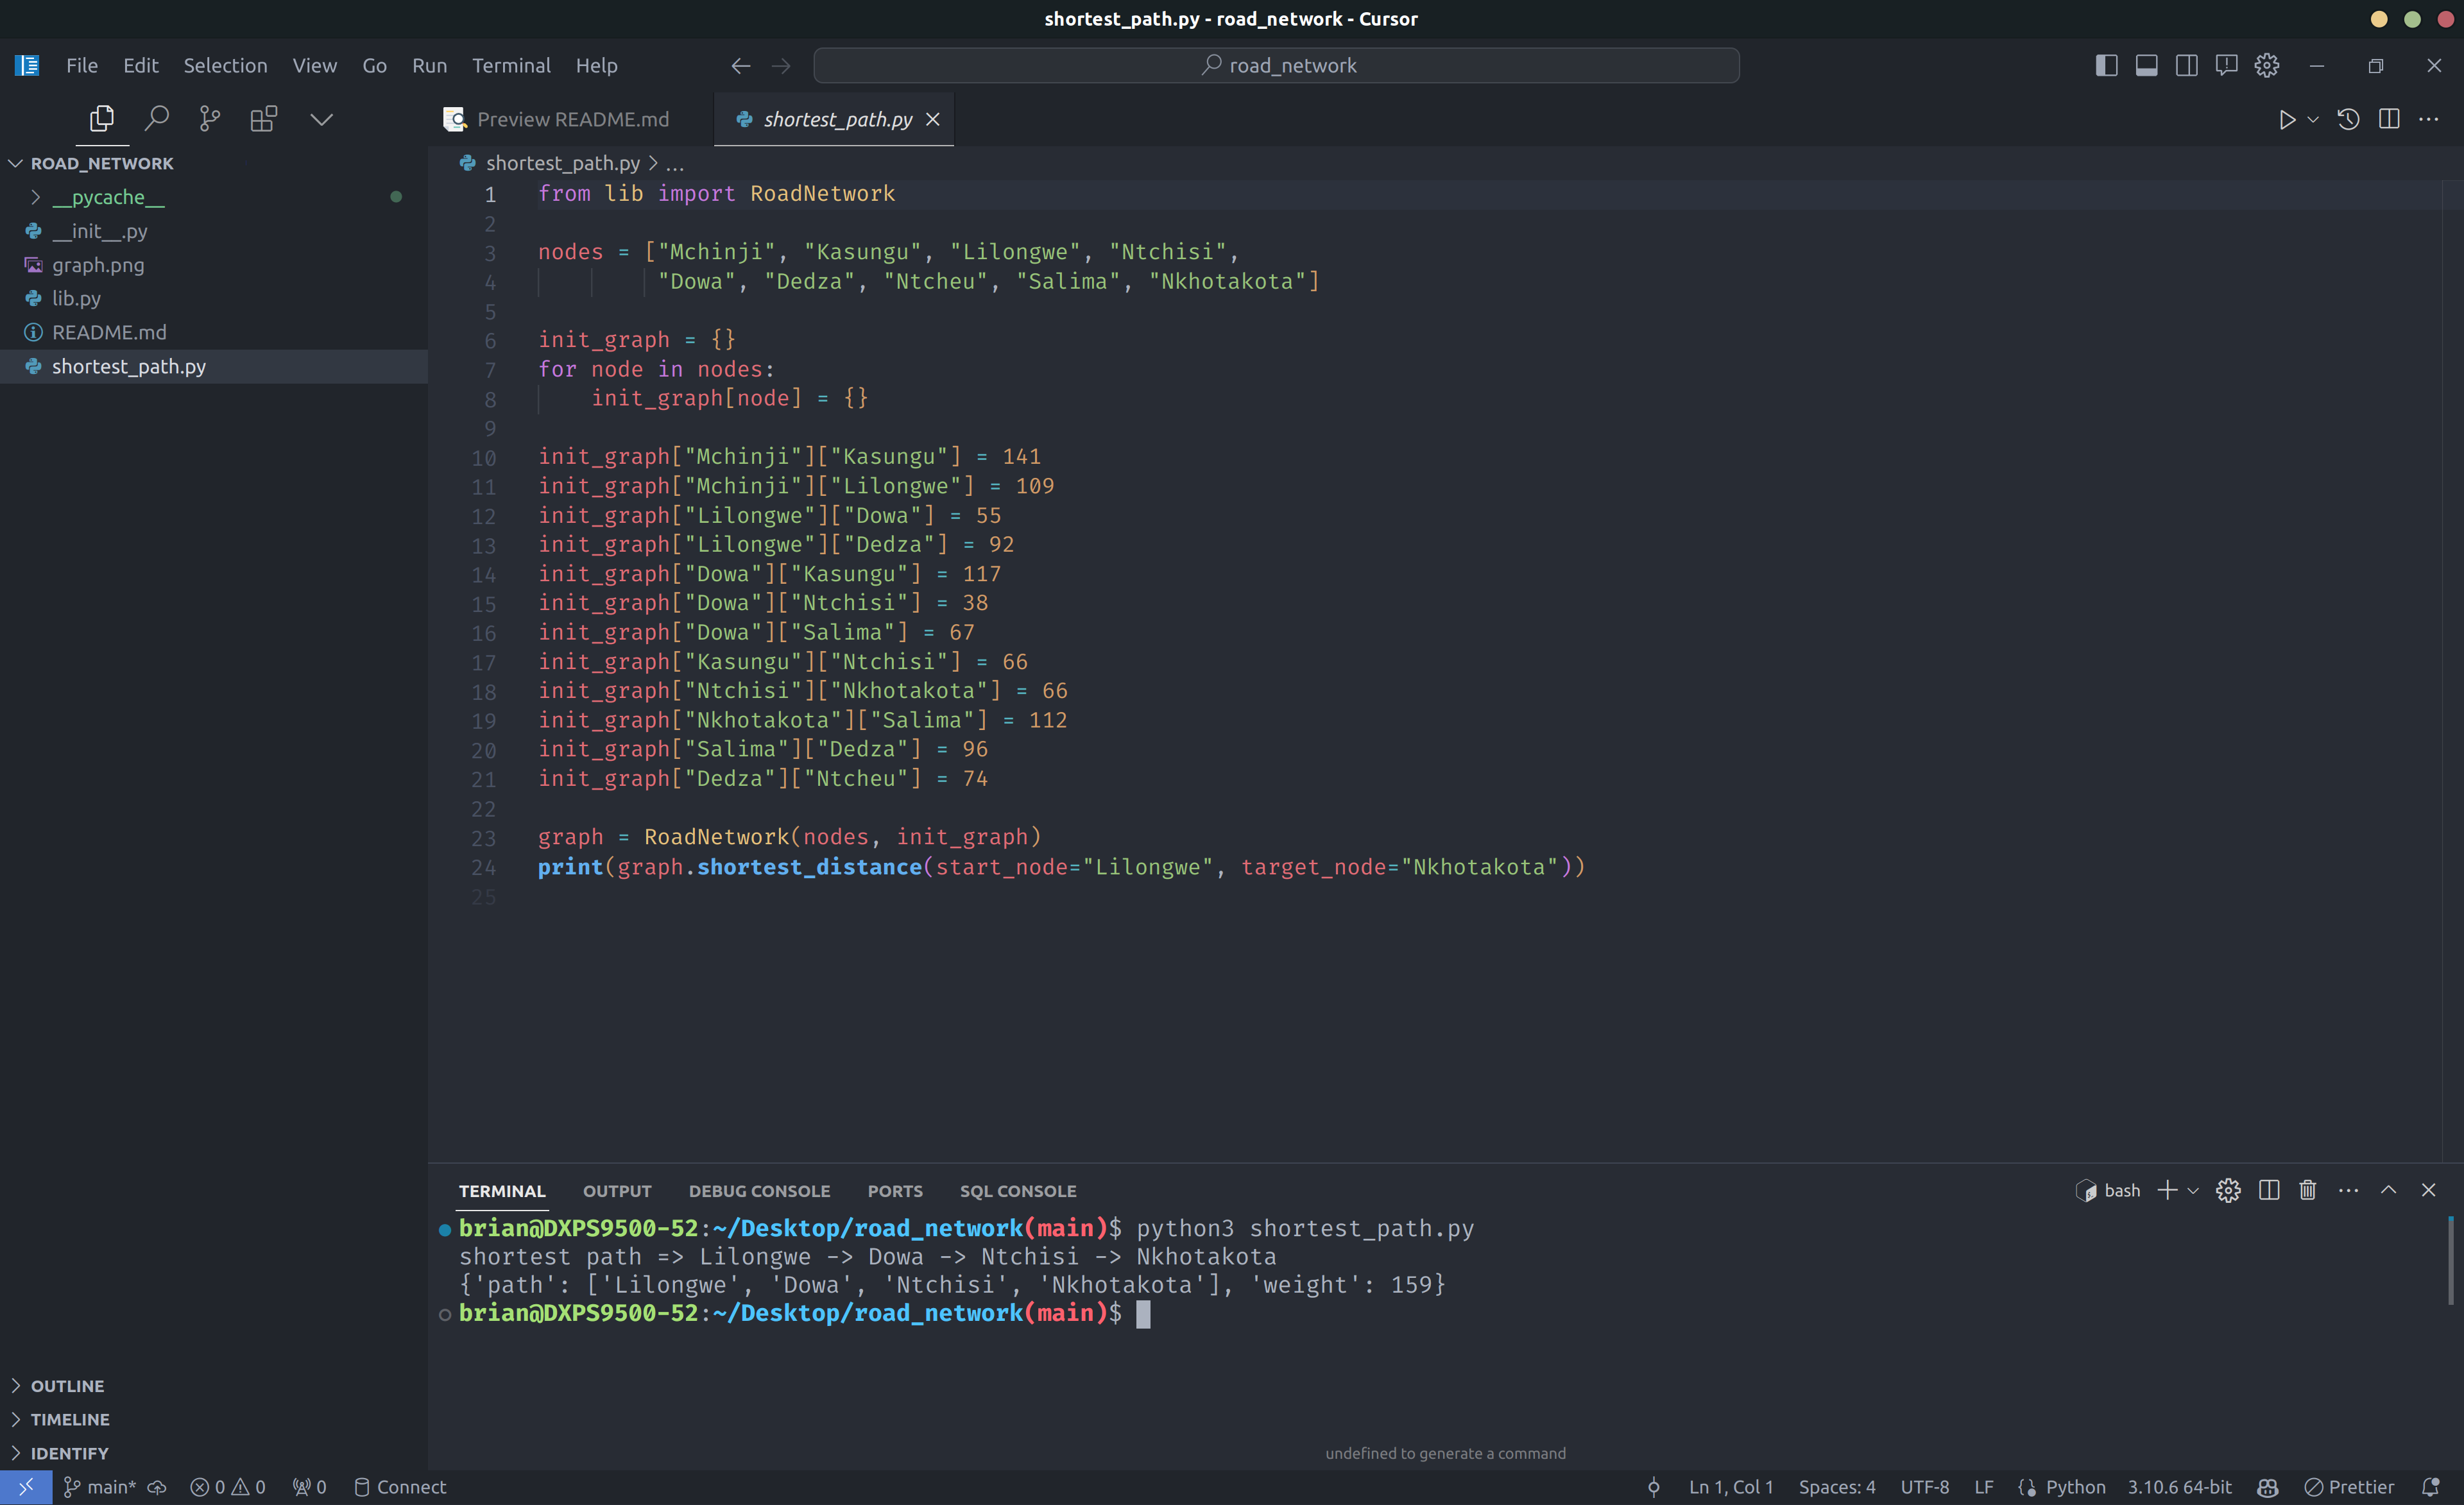 shortest_path.py - road_network - Cursor
File Edit Selection View Go Run Terminal Help
road_network
Preview README.md
shortest_path.py
ROAD_NETWORK
__pycache__
__init__.py
graph.png
lib.py
README.md
shortest_path.py
shortest_path.py > ...
1 from lib import RoadNetwork
2
3 nodes = ["Mchinji", "Kasungu", "Lilongwe", "Ntchisi",
4 "Dowa", "Dedza", "Ntcheu", "Salima", "Nkhotakota"]
5
6 init_graph = {}
7 for node in nodes:
8 init_graph[node] = {}
9
10 init_graph["Mchinji"]["Kasungu"] = 141
11 init_graph["Mchinji"]["Lilongwe"] = 109
12 init_graph["Lilongwe"]["Dowa"] = 55
13 init_graph["Lilongwe"]["Dedza"] = 92
14 init_graph["Dowa"]["Kasungu"] = 117
15 init_graph["Dowa"]["Ntchisi"] = 38
16 init_graph["Dowa"]["Salima"] = 67
17 init_graph["Kasungu"]["Ntchisi"] = 66
18 init_graph["Ntchisi"]["Nkhotakota"] = 66
19 init_graph["Nkhotakota"]["Salima"] = 112
20 init_graph["Salima"]["Dedza"] = 96
21 init_graph["Dedza"]["Ntcheu"] = 74
22
23 graph = RoadNetwork(nodes, init_graph)
24 print(graph.shortest_distance(start_node="Lilongwe", target_node="Nkhotakota"))
25
TERMINAL OUTPUT DEBUG CONSOLE PORTS SQL CONSOLE
bash
brian@DXPS9500-52:~/Desktop/road_network(main)$ python3 shortest_path.py
shortest path => Lilongwe -> Dowa -> Ntchisi -> Nkhotakota
{'path': ['Lilongwe', 'Dowa', 'Ntchisi', 'Nkhotakota'], 'weight': 159}
brian@DXPS9500-52:~/Desktop/road_network(main)$
OUTLINE
TIMELINE
IDENTIFY
undefined to generate a command
main* 0 0 0 Connect
Ln 1, Col 1 Spaces: 4 UTF-8 LF Python 3.10.6 64-bit Prettier